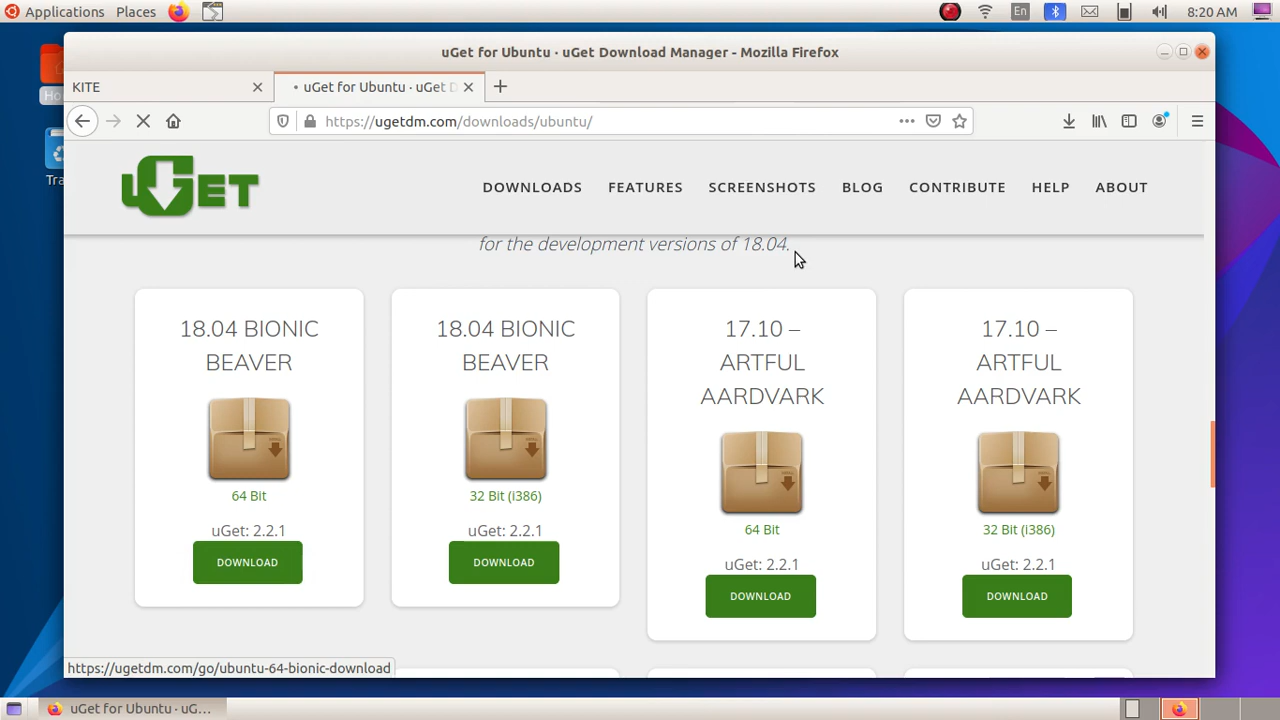 Applications Places En 8:20 AM
uGet for Ubuntu · uGet Download Manager - Mozilla Firefox
KITE uGet for Ubuntu · uGet D
https://ugetdm.com/downloads/ubuntu/
uGET DOWNLOADS FEATURES SCREENSHOTS BLOG CONTRIBUTE HELP ABOUT
for the development versions of 18.04.
18.04 BIONIC
BEAVER
64 Bit
uGet: 2.2.1
DOWNLOAD
18.04 BIONIC
BEAVER
32 Bit (i386)
uGet: 2.2.1
DOWNLOAD
17.10 –
ARTFUL
AARDVARK
64 Bit
uGet: 2.2.1
DOWNLOAD
17.10 –
ARTFUL
AARDVARK
32 Bit (i386)
uGet: 2.2.1
DOWNLOAD
https://ugetdm.com/go/ubuntu-64-bionic-download
uGet for Ubuntu · uG...